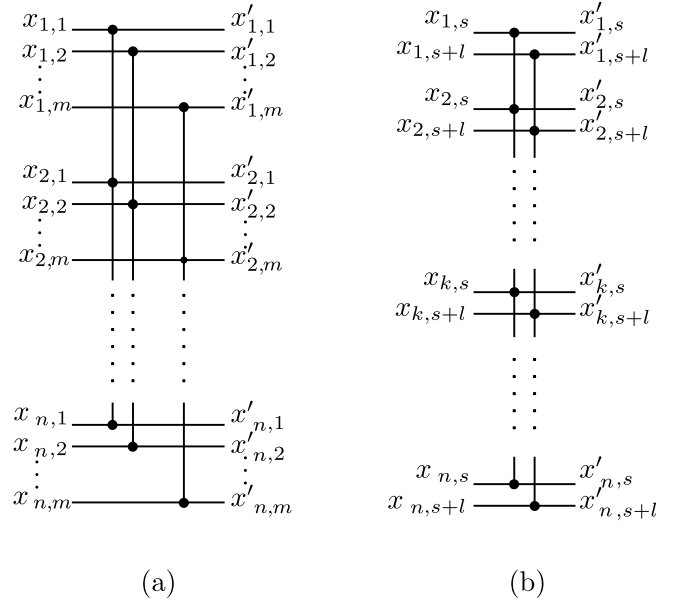 x₁,₁ x′₁,₁
x₁,₂ x′₁,₂
x₁,ₘ x′₁,ₘ
x₂,₁ x′₂,₁
x₂,₂ x′₂,₂
x₂,ₘ x′₂,ₘ
xₙ,₁ x′ₙ,₁
xₙ,₂ x′ₙ,₂
xₙ,ₘ x′ₙ,ₘ
(a)
x₁,ₛ x′₁,ₛ
x₁,ₛ₊ₗ x′₁,ₛ₊ₗ
x₂,ₛ x′₂,ₛ
x₂,ₛ₊ₗ x′₂,ₛ₊ₗ
xₖ,ₛ x′ₖ,ₛ
xₖ,ₛ₊ₗ x′ₖ,ₛ₊ₗ
xₙ,ₛ x′ₙ,ₛ
xₙ,ₛ₊ₗ x′ₙ,ₛ₊ₗ
(b)